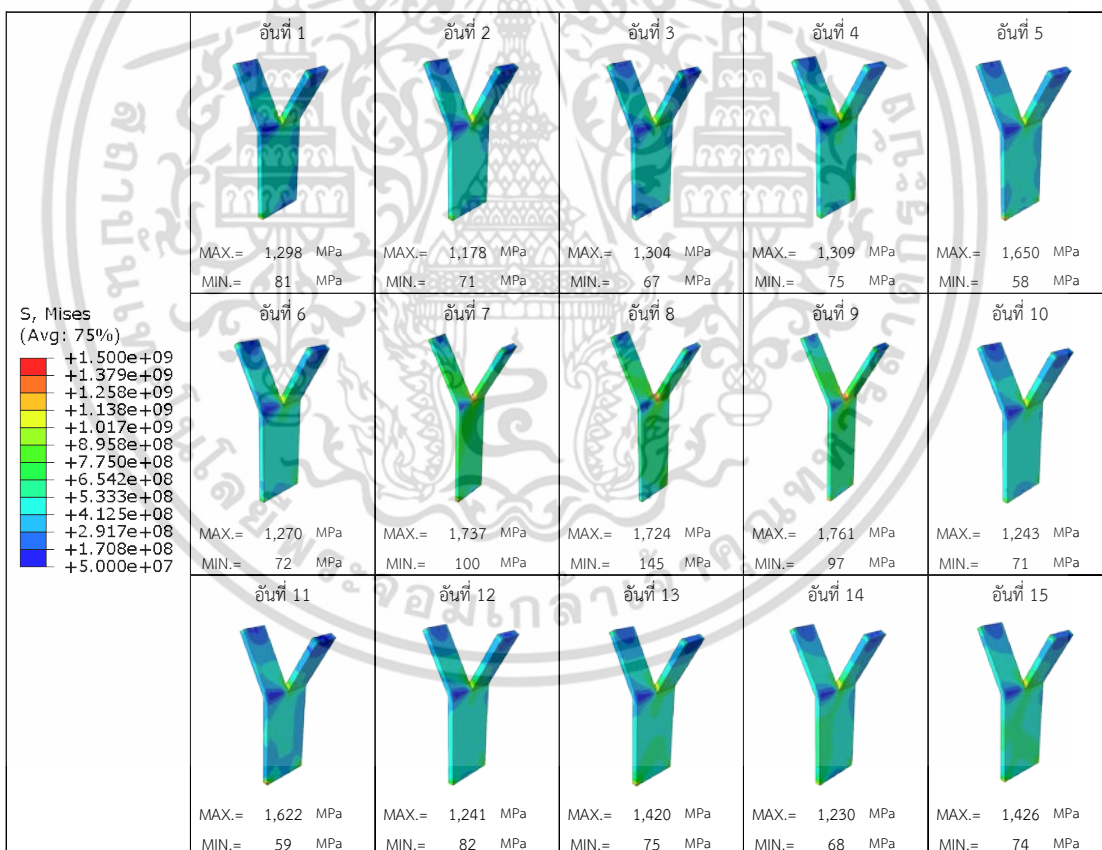 อันที่ 1 อันที่ 2 อันที่ 3 อันที่ 4 อันที่ 5
MAX.= 1,298 MPa MAX.= 1,178 MPa MAX.= 1,304 MPa MAX.= 1,309 MPa MAX.= 1,650 MPa
MIN.= 81 MPa MIN.= 71 MPa MIN.= 67 MPa MIN.= 75 MPa MIN.= 58 MPa
S, Mises
(Avg: 75%)
+1.500e+09
+1.379e+09
+1.258e+09
+1.138e+09
+1.017e+09
+8.958e+08
+7.750e+08
+6.542e+08
+5.333e+08
+4.125e+08
+2.917e+08
+1.708e+08
+5.000e+07
อันที่ 6 อันที่ 7 อันที่ 8 อันที่ 9 อันที่ 10
MAX.= 1,270 MPa MAX.= 1,737 MPa MAX.= 1,724 MPa MAX.= 1,761 MPa MAX.= 1,243 MPa
MIN.= 72 MPa MIN.= 100 MPa MIN.= 145 MPa MIN.= 97 MPa MIN.= 71 MPa
อันที่ 11 อันที่ 12 อันที่ 13 อันที่ 14 อันที่ 15
MAX.= 1,622 MPa MAX.= 1,241 MPa MAX.= 1,420 MPa MAX.= 1,230 MPa MAX.= 1,426 MPa
MIN.= 59 MPa MIN.= 82 MPa MIN.= 75 MPa MIN.= 68 MPa MIN.= 74 MPa